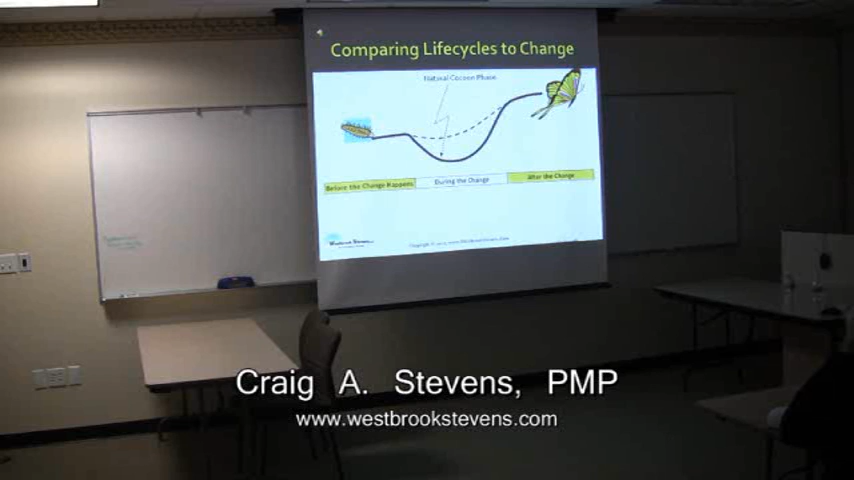 Comparing Lifecycles to Change
Natural Cocoon Phase
Before the Change Happens
During the Change
After the Change
Craig A. Stevens, PMP
www.westbrookstevens.com